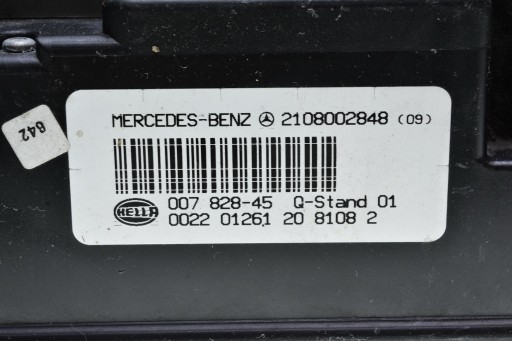 MERCEDES-BENZ 2108002848 (09)
007 828-45 Q-Stand 01
HELLA
0022 01261 20 8108 2
842